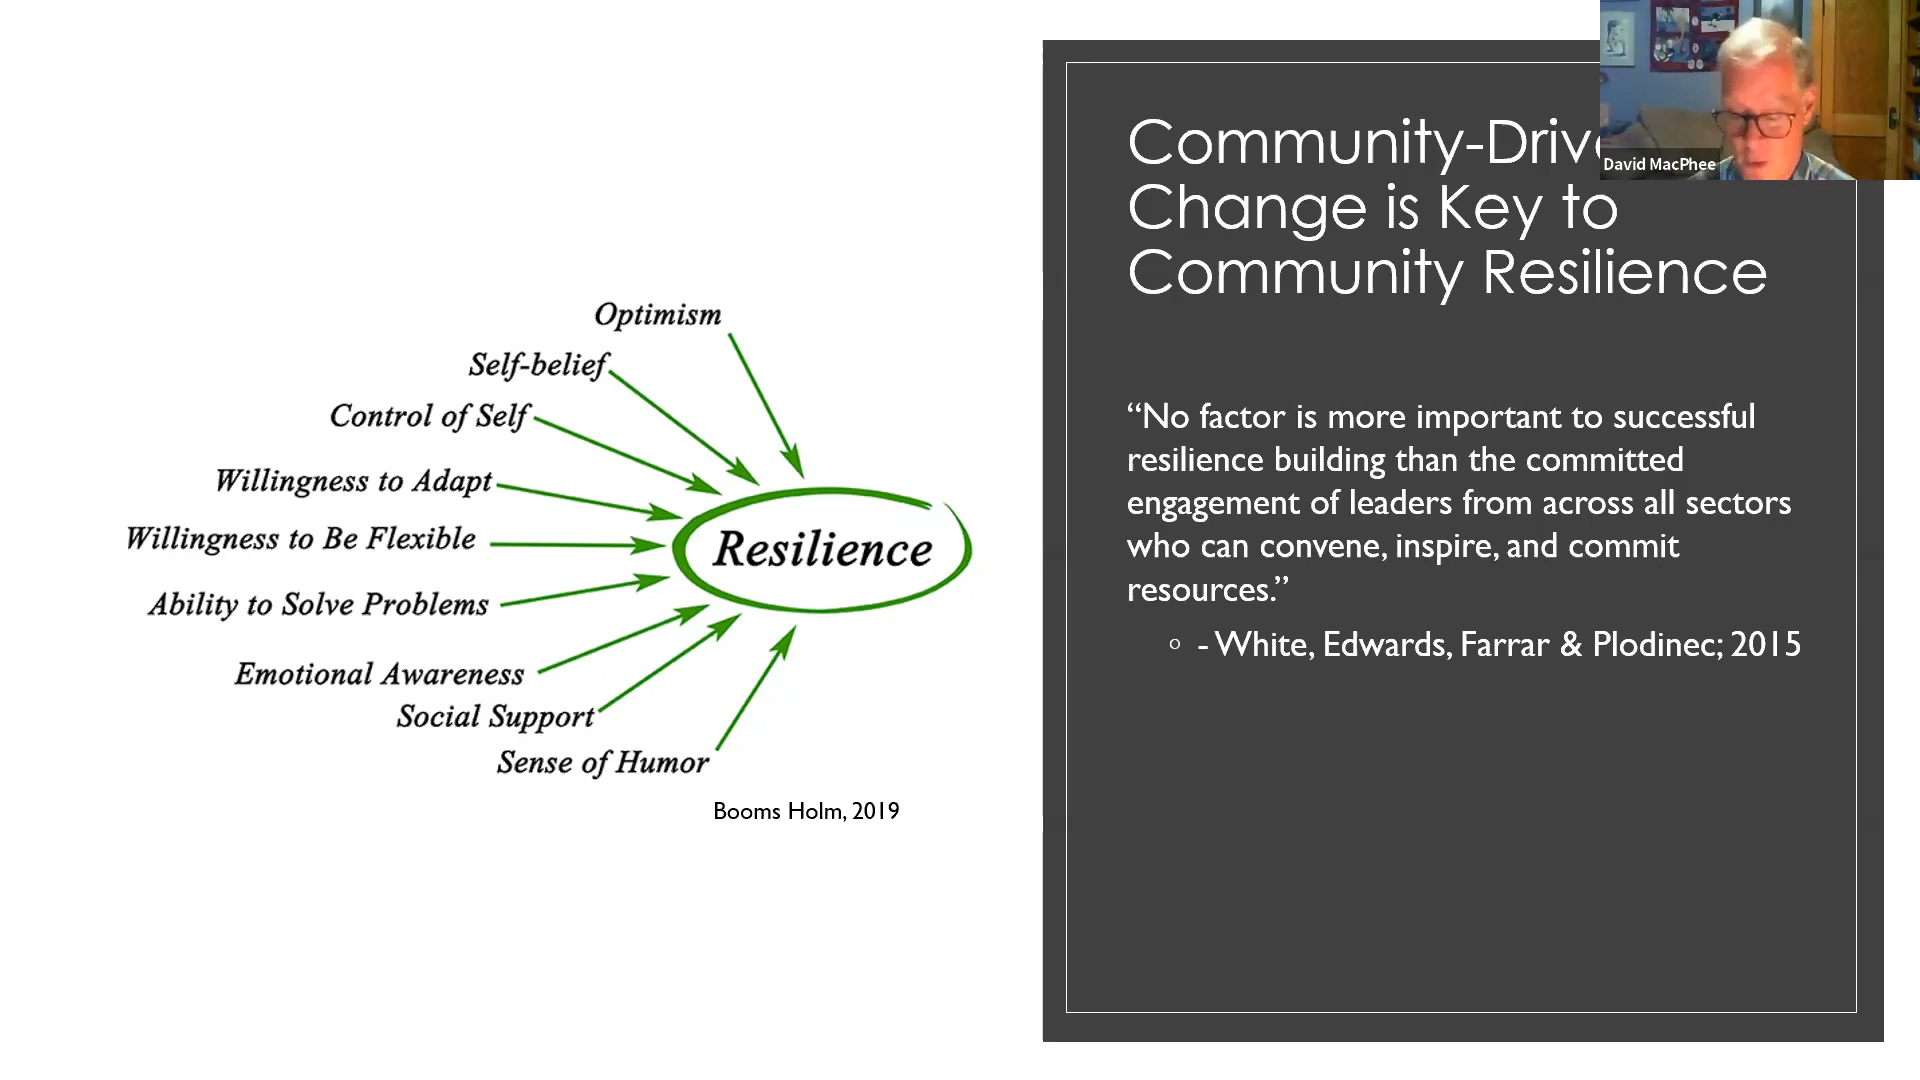 Optimism
Self-belief
Control of Self
Willingness to Adapt
Willingness to Be Flexible
Resilience
Ability to Solve Problems
Emotional Awareness
Social Support
Sense of Humor
Booms Holm, 2019
Community-Driv
Change is Key to
Community Resilience
“No factor is more important to successful
resilience building than the committed
engagement of leaders from across all sectors
who can convene, inspire, and commit
resources.”
- White, Edwards, Farrar & Plodinec; 2015
David MacPhee